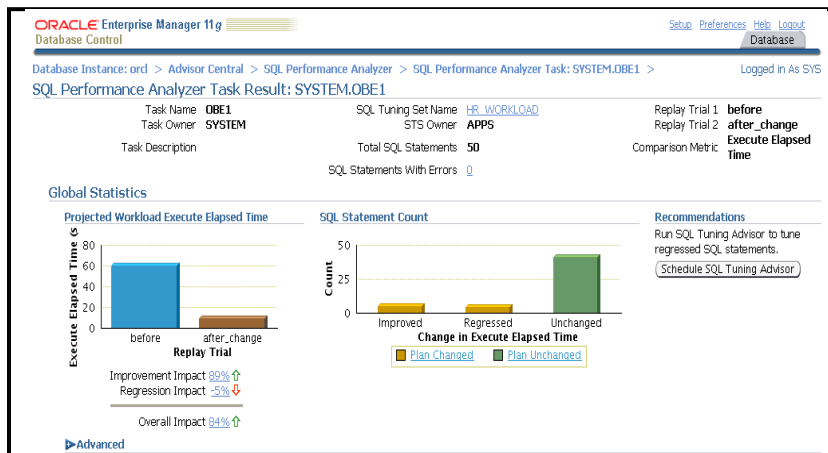 ORACLE Enterprise Manager 11g
Database Control
Setup Preferences Help Logout
Database
Database Instance: orcl > Advisor Central > SQL Performance Analyzer > SQL Performance Analyzer Task: SYSTEM.OBE1 >
Logged in As SYS
SQL Performance Analyzer Task Result: SYSTEM.OBE1
Task Name OBE1
Task Owner SYSTEM
Task Description
SQL Tuning Set Name HR_WORKLOAD
STS Owner APPS
Total SQL Statements 50
SQL Statements With Errors 0
Replay Trial 1 before
Replay Trial 2 after_change
Comparison Metric Execute Elapsed Time
Global Statistics
Projected Workload Execute Elapsed Time
Execute Elapsed Time (s
80
60
40
20
0
before after_change
Replay Trial
Improvement Impact 89%
Regression Impact -5%
Overall Impact 84%
SQL Statement Count
Count
50
25
0
Improved Regressed Unchanged
Change in Execute Elapsed Time
Plan Changed Plan Unchanged
Recommendations
Run SQL Tuning Advisor to tune
regressed SQL statements.
Schedule SQL Tuning Advisor
Advanced